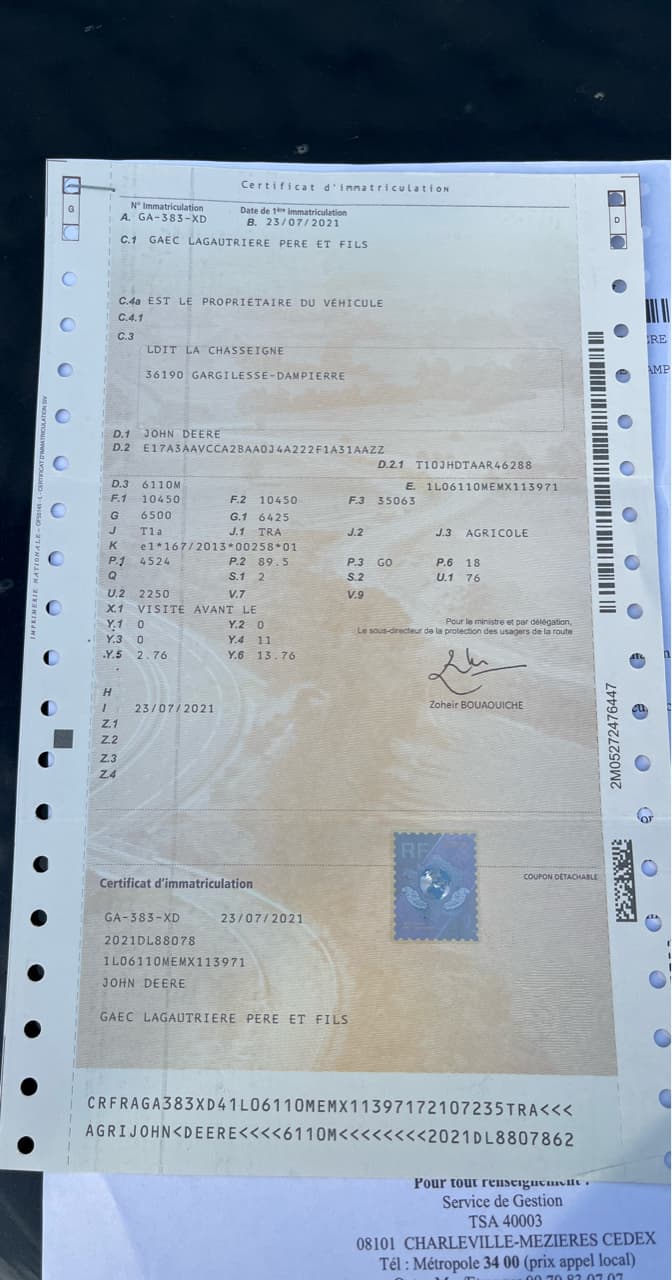 Certificat d'immatriculation
G
D
N° Immatriculation
Date de 1ère immatriculation
A. GA-383-XD
B. 23/07/2021
C.1 GAEC LAGAUTRIERE PERE ET FILS
C.4a EST LE PROPRIÉTAIRE DU VÉHICULE
C.4.1
C.3
LDIT LA CHASSEIGNE
36190 GARGILESSE-DAMPIERRE
D.1 JOHN DEERE
D.2 E17A3AAVCCA2BAA0J4A222F1A31AAZZ
D.2.1 T10JHDTAAR46288
D.3 6110M
E. 1L06110MEMX113971
F.1 10450 F.2 10450 F.3 35063
G 6500 G.1 6425
J T1a J.1 TRA J.2 J.3 AGRICOLE
K e1*167/2013*00258*01
P.1 4524 P.2 89.5 P.3 GO P.6 18
Q S.1 2 S.2 U.1 76
U.2 2250 V.7 V.9
X.1 VISITE AVANT LE
Y.1 0 Y.2 0
Y.3 0 Y.4 11
Y.5 2.76 Y.6 13.76
Pour le ministre et par délégation,
Le sous-directeur de la protection des usagers de la route
Zoheir BOUAOUICHE
H
I 23/07/2021
Z.1
Z.2
Z.3
Z.4
2M05272476447
RF
Certificat d'immatriculation
COUPON DÉTACHABLE
GA-383-XD 23/07/2021
2021DL88078
1L06110MEMX113971
JOHN DEERE
GAEC LAGAUTRIERE PERE ET FILS
CRFRAGA383XD41L06110MEMX11397172107235TRA<<<
AGRIJOHN<DEERE<<<<6110M<<<<<<<<2021DL8807862
Pour tout renseignement :
Service de Gestion
TSA 40003
08101 CHARLEVILLE-MEZIERES CEDEX
Tél : Métropole 34 00 (prix appel local)